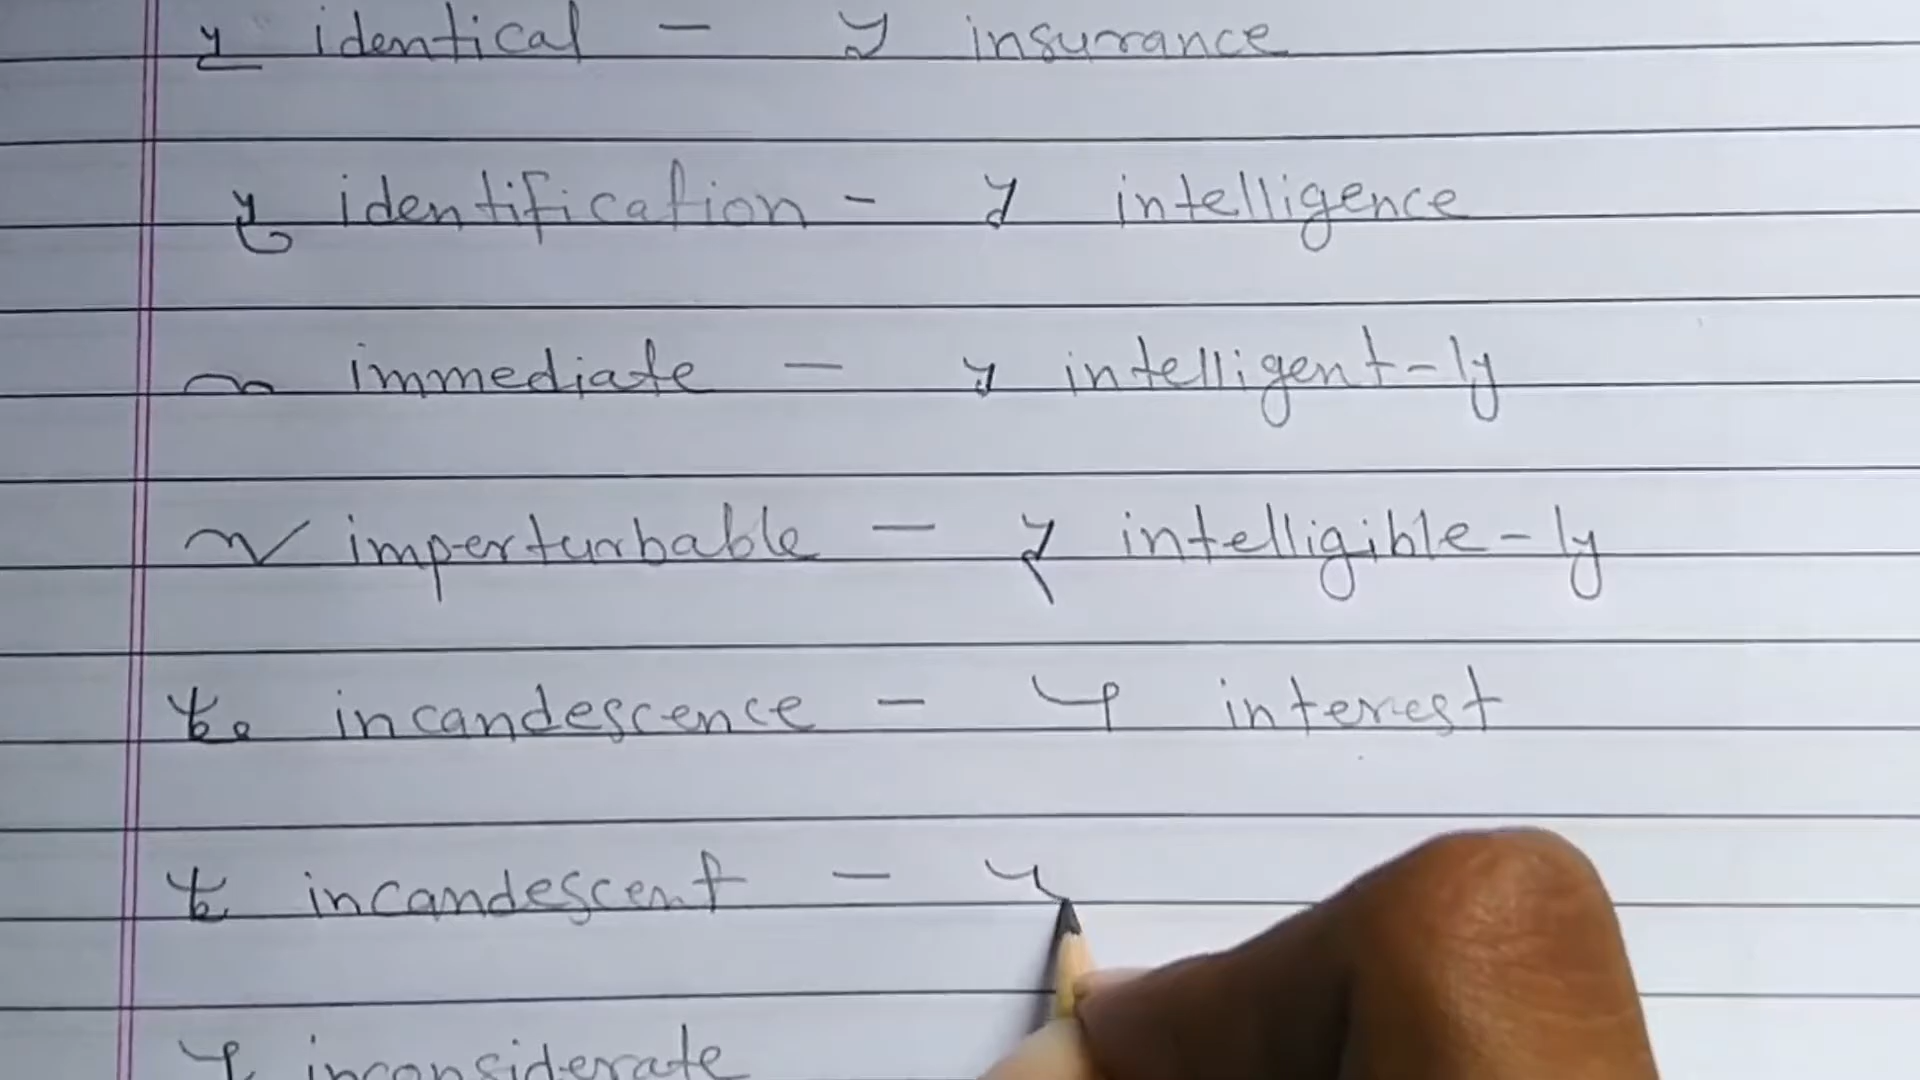 identical - insurance
identification - intelligence
immediate - intelligent-ly
imperturbable - intelligible-ly
incandescence - interest
incandescent -
inconsiderate